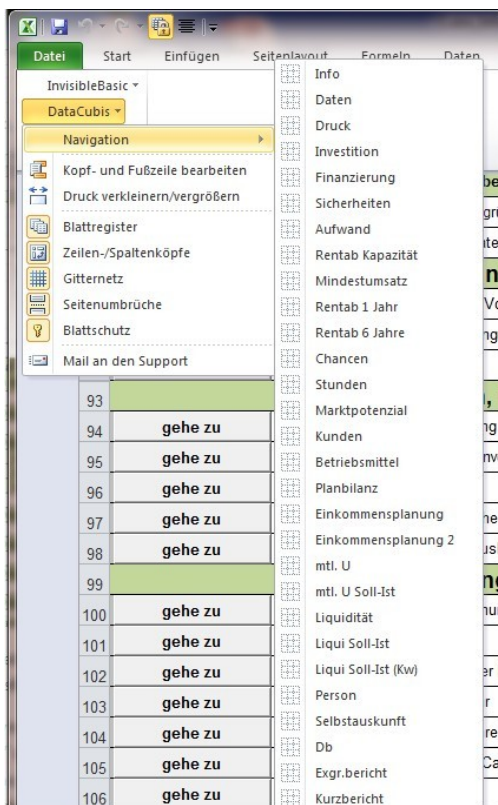 Datei Start Einfügen Seitenlayout Formeln Daten
InvisibleBasic
DataCubis
Navigation
Kopf- und Fußzeile bearbeiten
Druck verkleinern/vergrößern
Blattregister
Zeilen-/Spaltenköpfe
Gitternetz
Seitenumbrüche
Blattschutz
Mail an den Support
Info
Daten
Druck
Investition
Finanzierung
Sicherheiten
Aufwand
Rentab Kapazität
Mindestumsatz
Rentab 1 Jahr
Rentab 6 Jahre
Chancen
Stunden
Marktpotenzial
Kunden
Betriebsmittel
Planbilanz
Einkommensplanung
Einkommensplanung 2
mtl. U
mtl. U Soll-Ist
Liquidität
Liqui Soll-Ist
Liqui Soll-Ist (Kw)
Person
Selbstauskunft
Db
Exgr.bericht
Kurzbericht
93
94 gehe zu
95 gehe zu
96 gehe zu
97 gehe zu
98 gehe zu
99
100 gehe zu
101 gehe zu
102 gehe zu
103 gehe zu
104 gehe zu
105 gehe zu
106 gehe zu